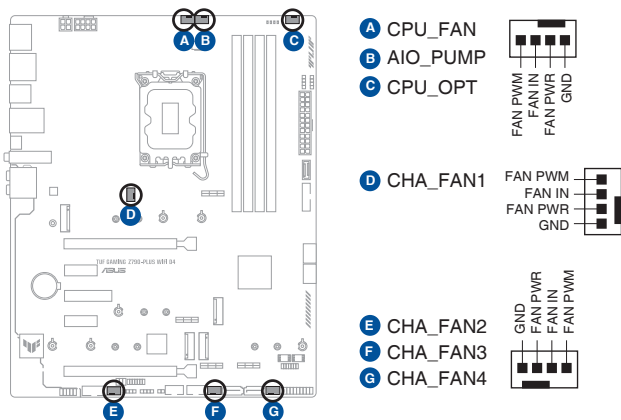 A B C
D
TUF GAMING Z790-PLUS WIFI D4
ASUS
E F G
A CPU_FAN
B AIO_PUMP
C CPU_OPT
FAN PWM
FAN IN
FAN PWR
GND
D CHA_FAN1
FAN PWM
FAN IN
FAN PWR
GND
E CHA_FAN2
F CHA_FAN3
G CHA_FAN4
GND
FAN PWR
FAN IN
FAN PWM